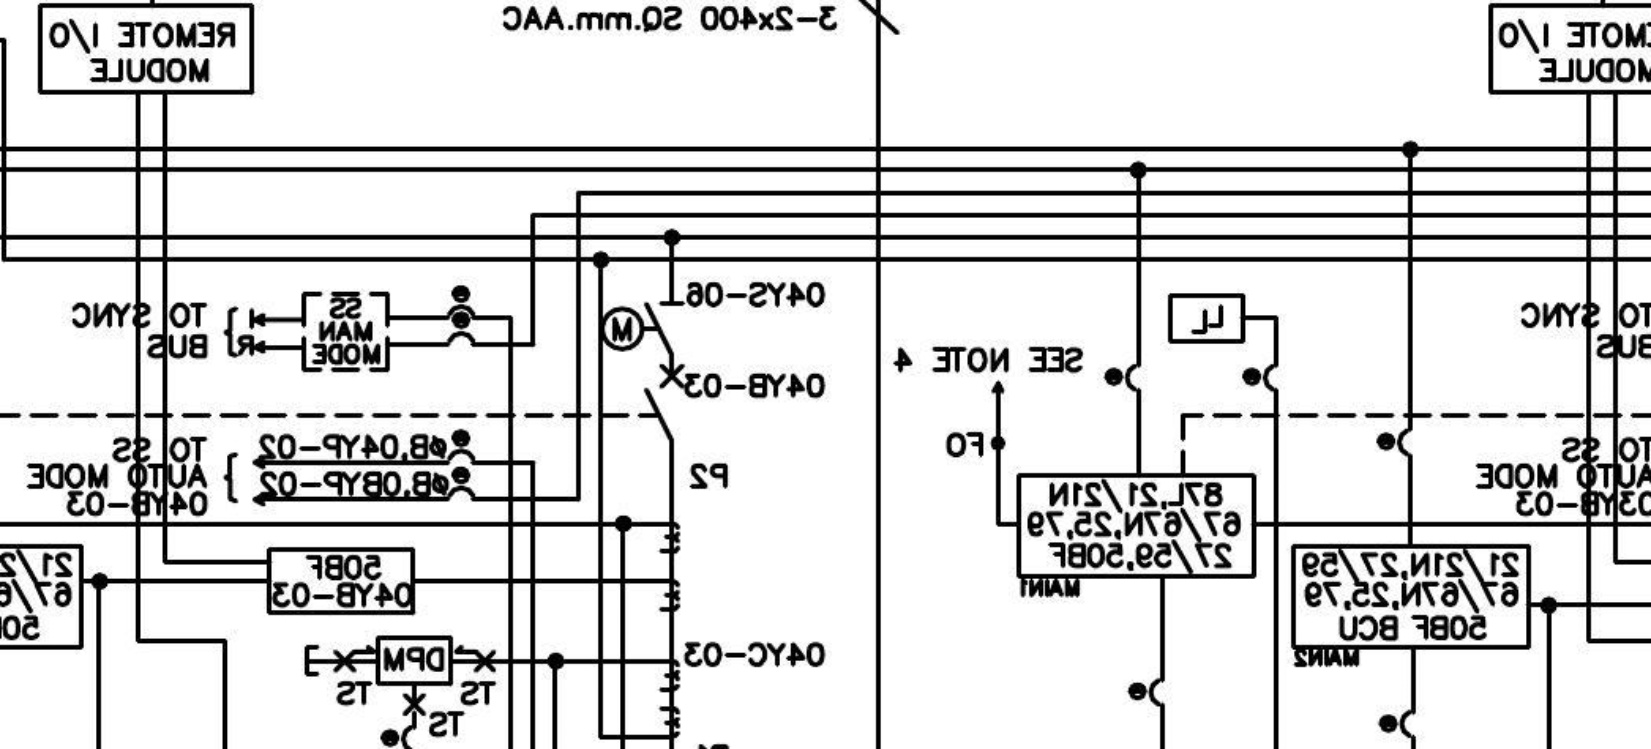 3-2x400 SQ.mm.AAC
REMOTE I/O
MODULE
REMOTE I/O
MODULE
04YS-06
M
04YB-03
SS
MAN
MODE
TO SYNC
BUS
R
SEE NOTE 4
FO
LL
TO SYNC
BUS
TO SS
AUTO MODE
04YB-03
øB,04YP-02
øB,0BYP-02
P2
87L,21/21N
67/67N,25,79
27/59,50BF
MAIN1
TO SS
AUTO MODE
03YB-03
21/21N,27/59
67/67N,25,79
50BF BCU
MAIN2
50BF
04YB-03
21/2
67/6
50
04YC-03
DPM
TS
TS
TS